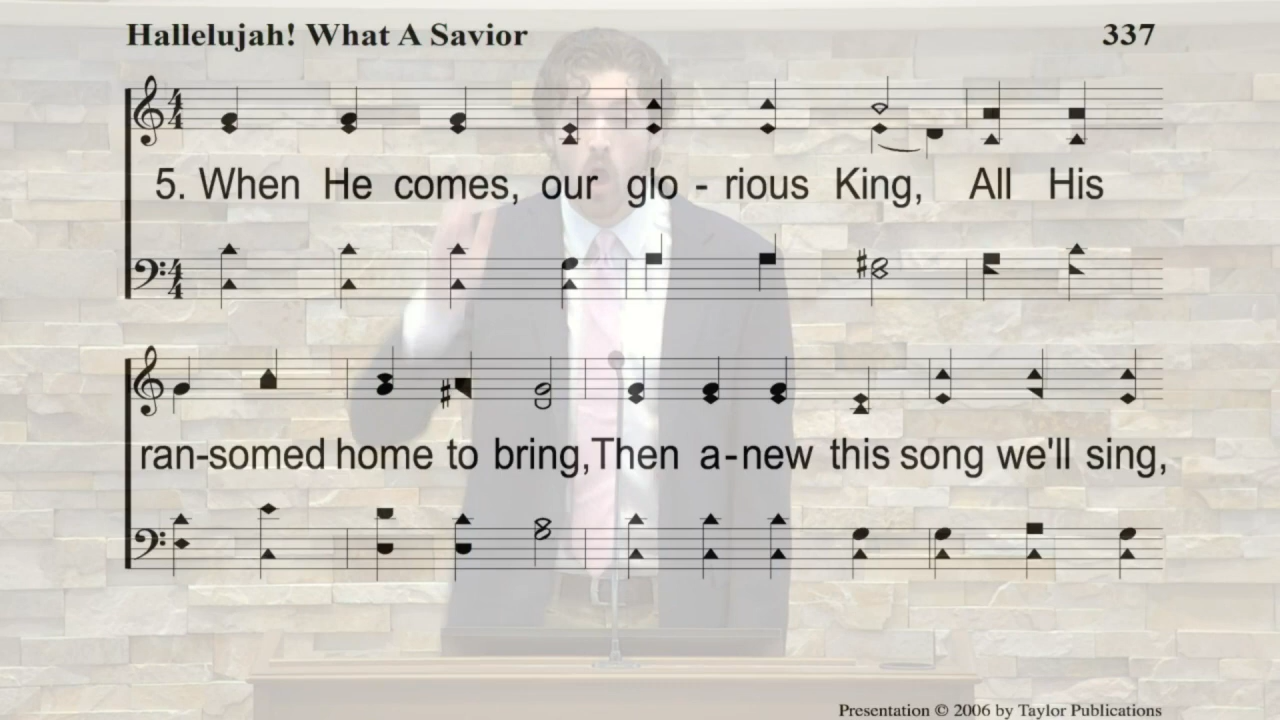 Hallelujah! What A Savior 337
5. When He comes, our glo - rious King, All His
ran-somed home to bring, Then a-new this song we'll sing,
Presentation © 2006 by Taylor Publications